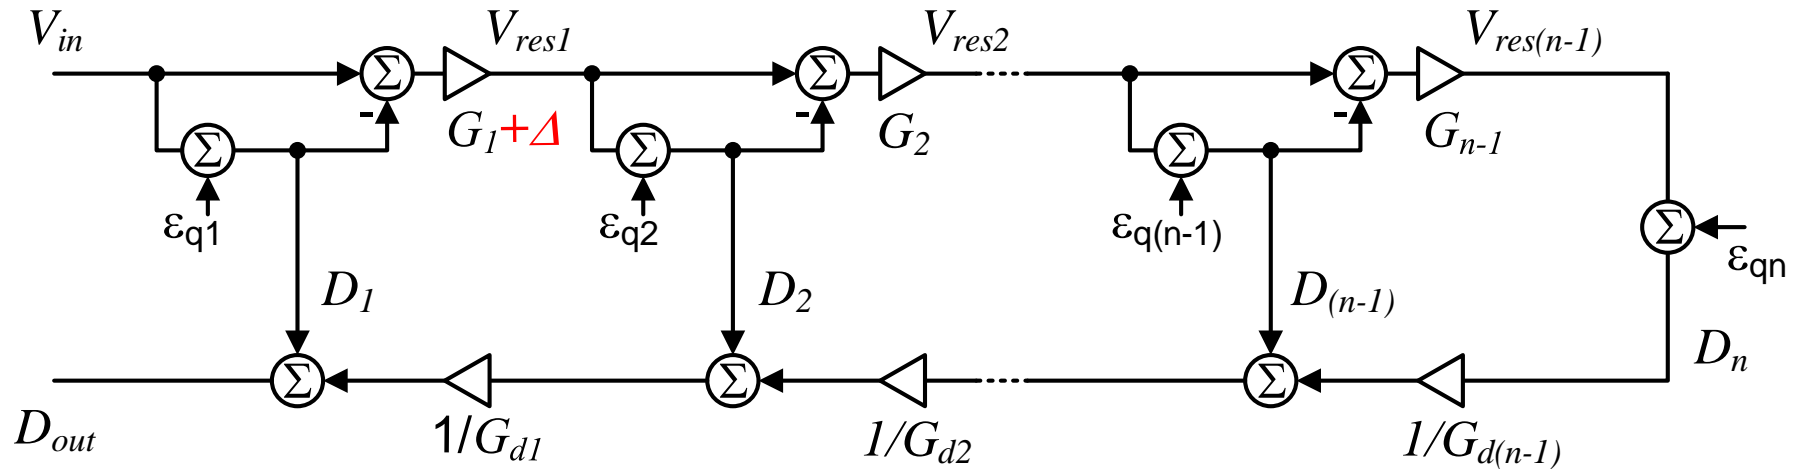 V_in V_res1 V_res2 V_res(n-1)
Σ Σ Σ
- - -
G_1+Δ G_2 G_n-1
Σ Σ Σ
ε_q1 ε_q2 ε_q(n-1) Σ ε_qn
D_1 D_2 D_(n-1) D_n
Σ Σ Σ
D_out 1/G_d1 1/G_d2 1/G_d(n-1)